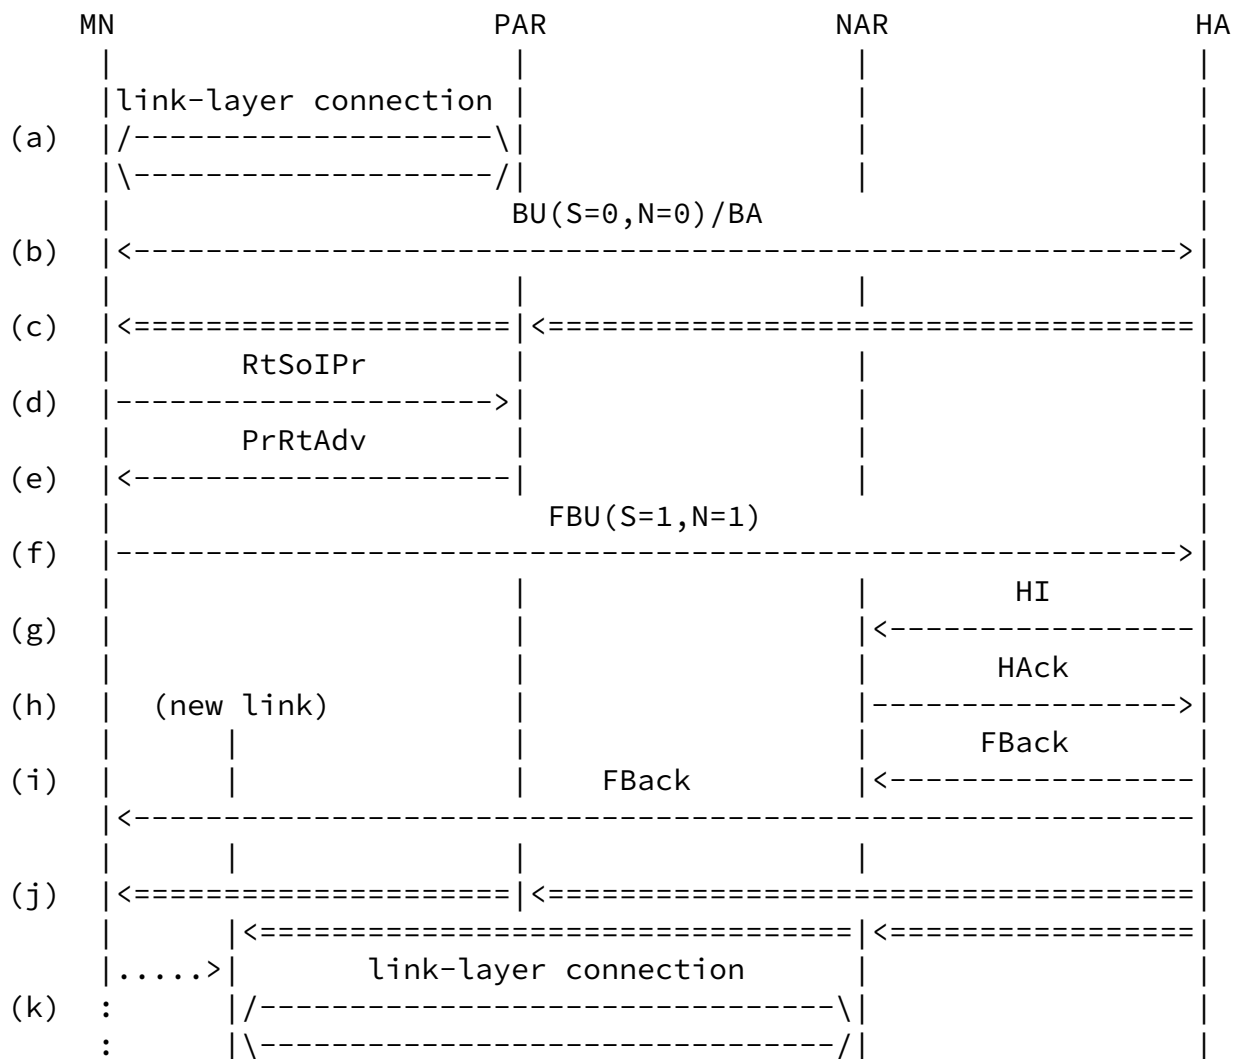 MN                      PAR                NAR                 HA
 |                       |                  |                  |
 |link-layer connection  |                  |                  |
(a)  |/--------------------\|                  |                  |
 |\--------------------/|                  |                  |
 |                      BU(S=0,N=0)/BA                        |
(b)  |<---------------------------------------------------------->|
 |                      |                  |                  |
(c)  |<=====================|<====================================|
 |       RtSoIPr        |                  |                  |
(d)  |--------------------->|                  |                  |
 |       PrRtAdv        |                  |                  |
(e)  |<---------------------|                  |                  |
 |                        FBU(S=1,N=1)                        |
(f)  |----------------------------------------------------------->|
 |                      |                  |        HI        |
(g)  |                      |                  |<-----------------|
 |                      |                  |       HAck       |
(h)  |  (new link)          |                  |----------------->|
 |      |               |                  |      FBack       |
(i)  |      |               |    FBack         |<-----------------|
 |<-----------------------------------------------------------|
 |      |               |                  |                  |
(j)  |<=====================|<====================================|
 |      |<=================================|<=================|
 |.....>|       link-layer connection      |                  |
(k)  :      |/--------------------------------\|                  |
 :      |\--------------------------------/|                  |